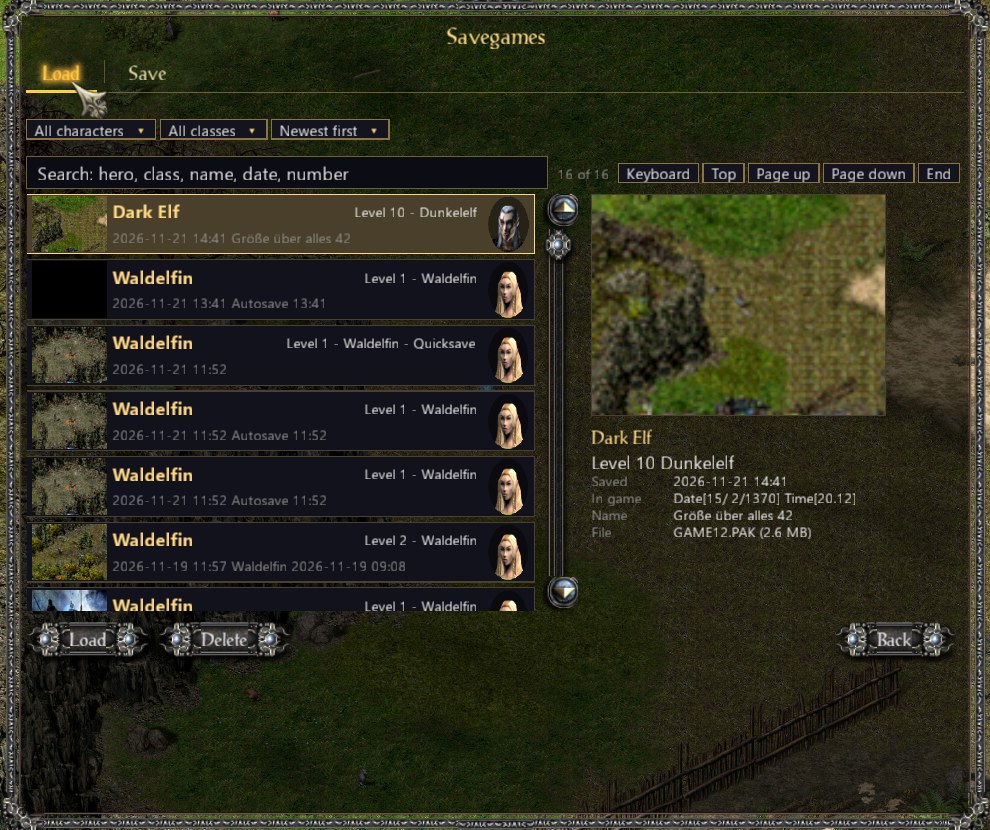 Savegames
Load
Save
All characters
All classes
Newest first
Search: hero, class, name, date, number
16 of 16
Keyboard
Top
Page up
Page down
End
Dark Elf
Level 10 - Dunkelelf
2026-11-21 14:41 Größe über alles 42
Waldelfin
Level 1 - Waldelfin
2026-11-21 13:41 Autosave 13:41
Waldelfin
Level 1 - Waldelfin - Quicksave
2026-11-21 11:52
Waldelfin
Level 1 - Waldelfin
2026-11-21 11:52 Autosave 11:52
Waldelfin
Level 1 - Waldelfin
2026-11-21 11:52 Autosave 11:52
Waldelfin
Level 2 - Waldelfin
2026-11-19 11:57 Waldelfin 2026-11-19 09:08
Waldelfin
Level 1 - Waldelfin
Dark Elf
Level 10 Dunkelelf
Saved 2026-11-21 14:41
In game Date[15/ 2/1370] Time[20.12]
Name Größe über alles 42
File GAME12.PAK (2.6 MB)
Load
Delete
Back